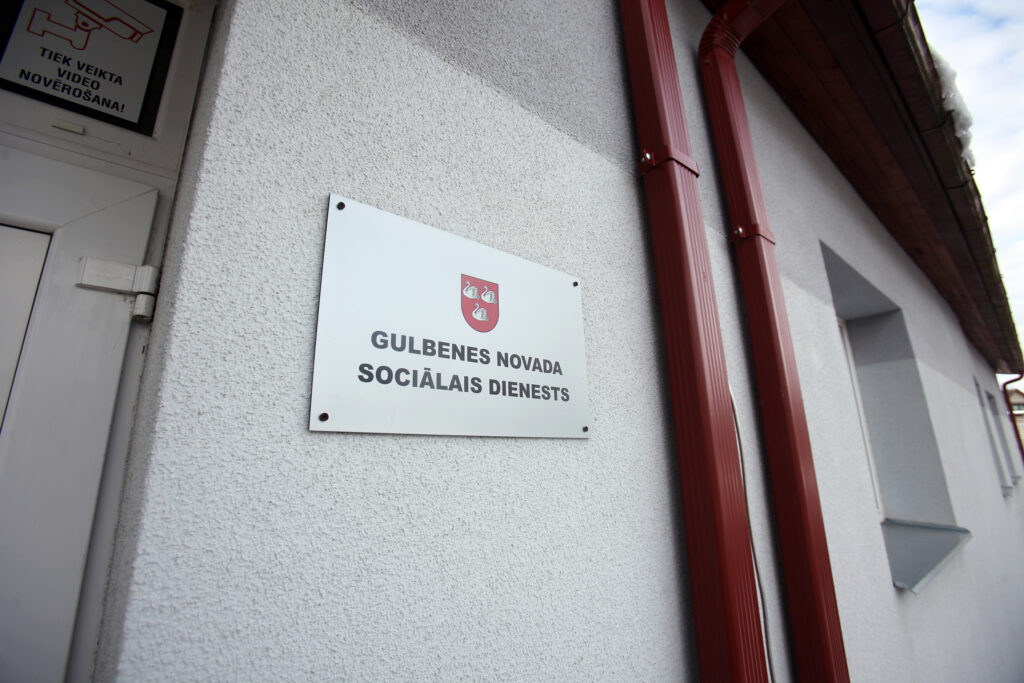 TIEK VEIKTA
VIDEO
NOVĒROŠANA!
GULBENES NOVADA
SOCIĀLAIS DIENESTS